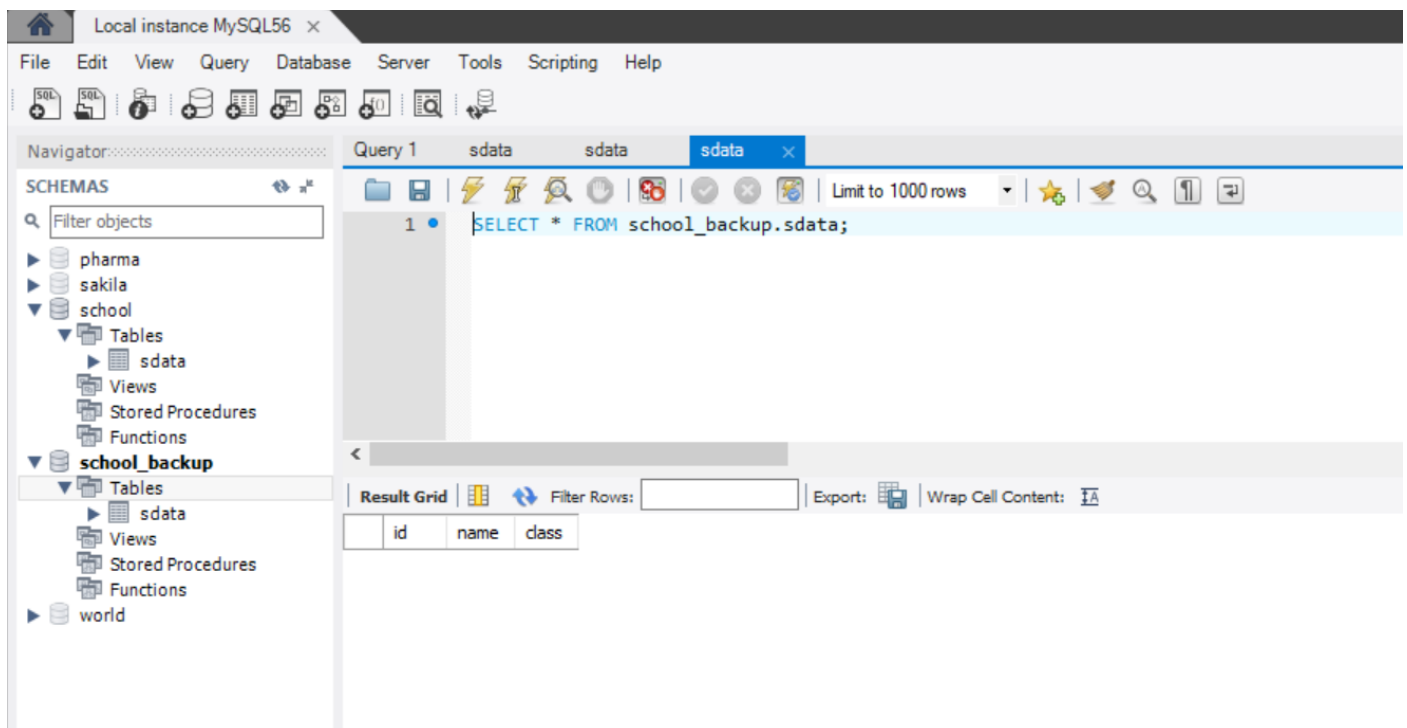 Local instance MySQL56 ×
File Edit View Query Database Server Tools Scripting Help
SQL SQL
Navigator
SCHEMAS
Filter objects
pharma
sakila
school
Tables
sdata
Views
Stored Procedures
Functions
school_backup
Tables
sdata
Views
Stored Procedures
Functions
world
Query 1 sdata sdata sdata ×
Limit to 1000 rows
1 SELECT * FROM school_backup.sdata;
Result Grid Filter Rows: Export: Wrap Cell Content: IA
id name class